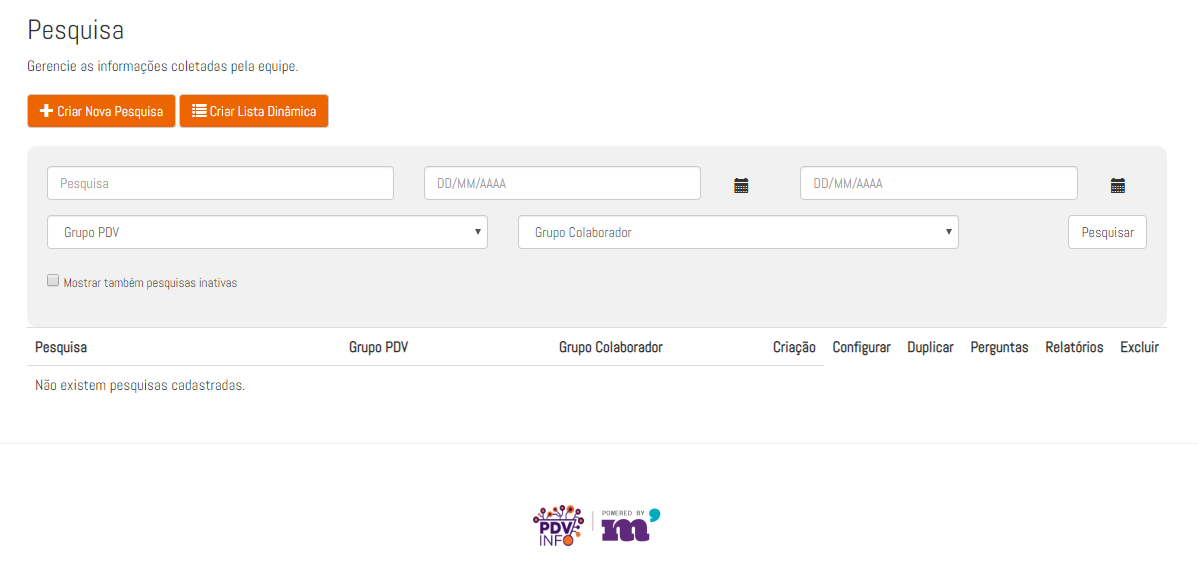 Pesquisa
Gerencie as informações coletadas pela equipe.
Criar Nova Pesquisa Criar Lista Dinâmica
Pesquisa DD/MM/AAAA DD/MM/AAAA
Grupo PDV Grupo Colaborador Pesquisar
Mostrar também pesquisas inativas
Pesquisa Grupo PDV Grupo Colaborador Criação Configurar Duplicar Perguntas Relatórios Excluir
Não existem pesquisas cadastradas.
PDV
INFO
POWERED BY
m'